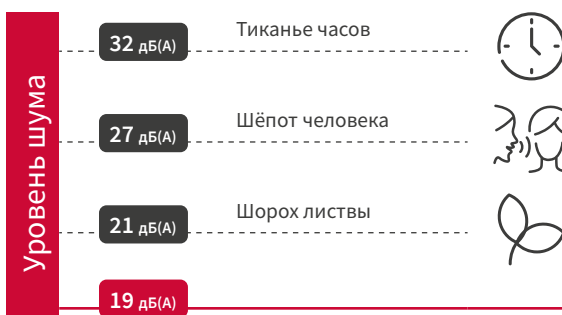 Уровень шума
32 дБ(А)
Тиканье часов
27 дБ(А)
Шёпот человека
21 дБ(А)
Шорох листвы
19 дБ(А)